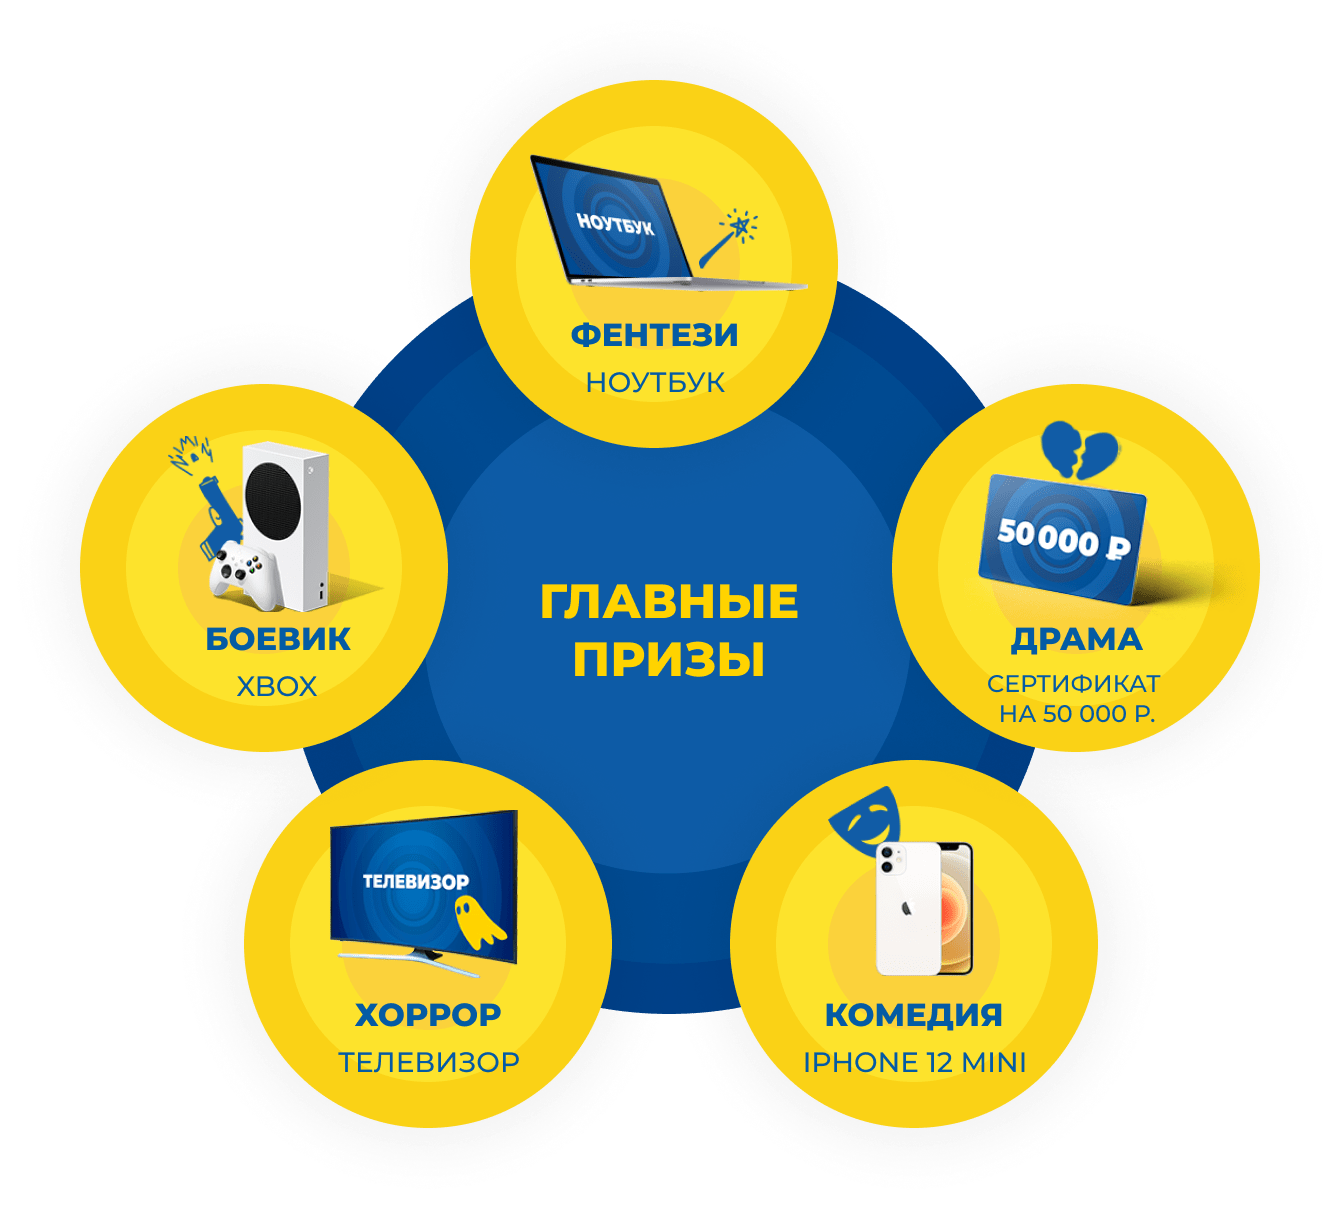 НОУТБУК
ФЕНТЕЗИ
НОУТБУК
БОЕВИК
XBOX
50 000 ₽
ДРАМА
СЕРТИФИКАТ
НА 50 000 Р.
ГЛАВНЫЕ
ПРИЗЫ
ТЕЛЕВИЗОР
ХОРРОР
ТЕЛЕВИЗОР
КОМЕДИЯ
IPHONE 12 MINI